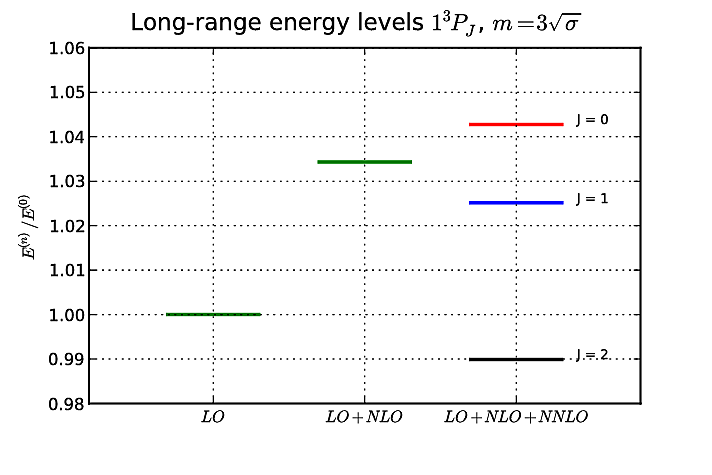 Long-range energy levels 1³P_J, m=3√σ
E⁽ⁿ⁾/E⁽⁰⁾
1.06
1.05
1.04
1.03
1.02
1.01
1.00
0.99
0.98
J = 0
J = 1
J = 2
LO
LO+NLO
LO+NLO+NNLO